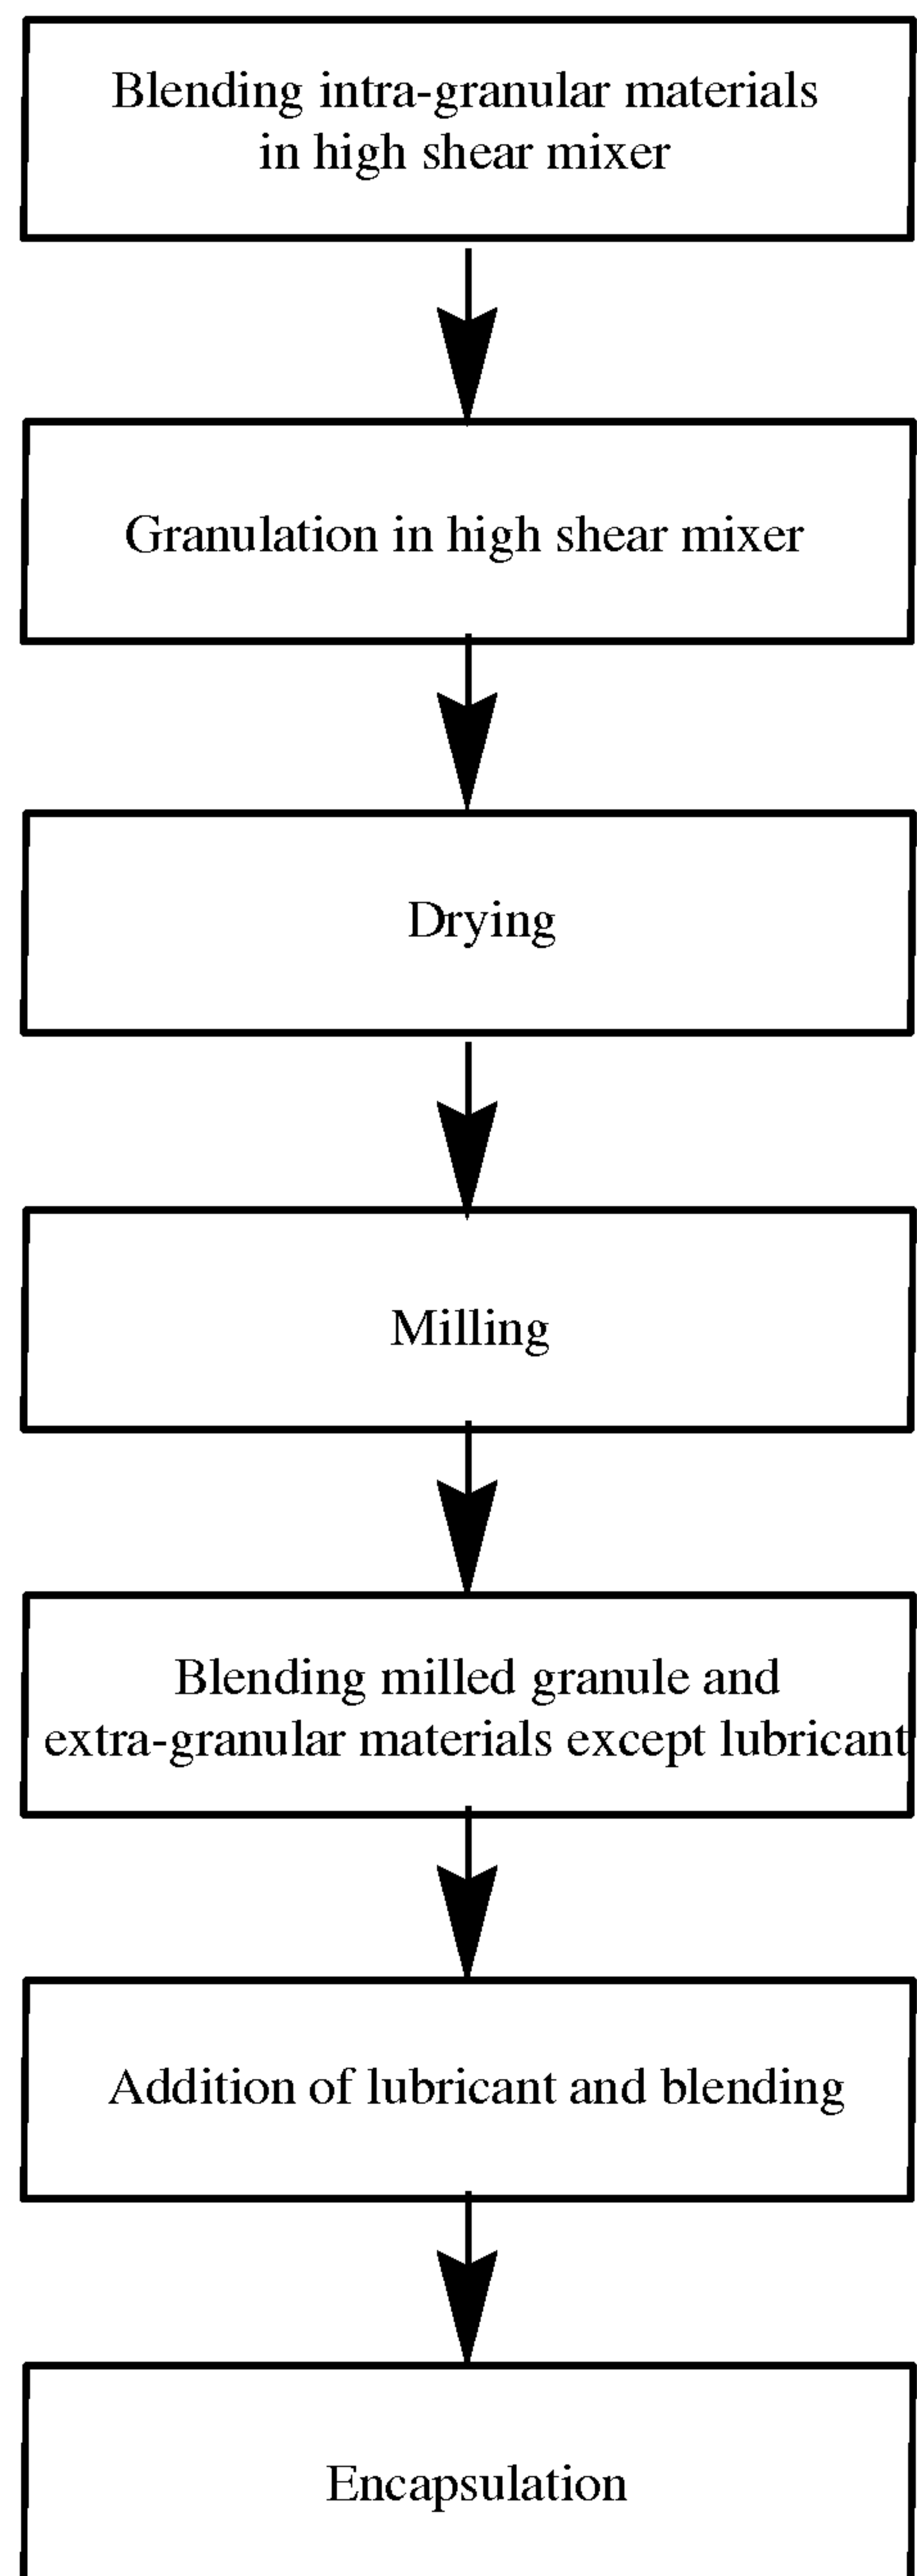 Blending intra-granular materials
in high shear mixer
Granulation in high shear mixer
Drying
Milling
Blending milled granule and
extra-granular materials except lubricant
Addition of lubricant and blending
Encapsulation